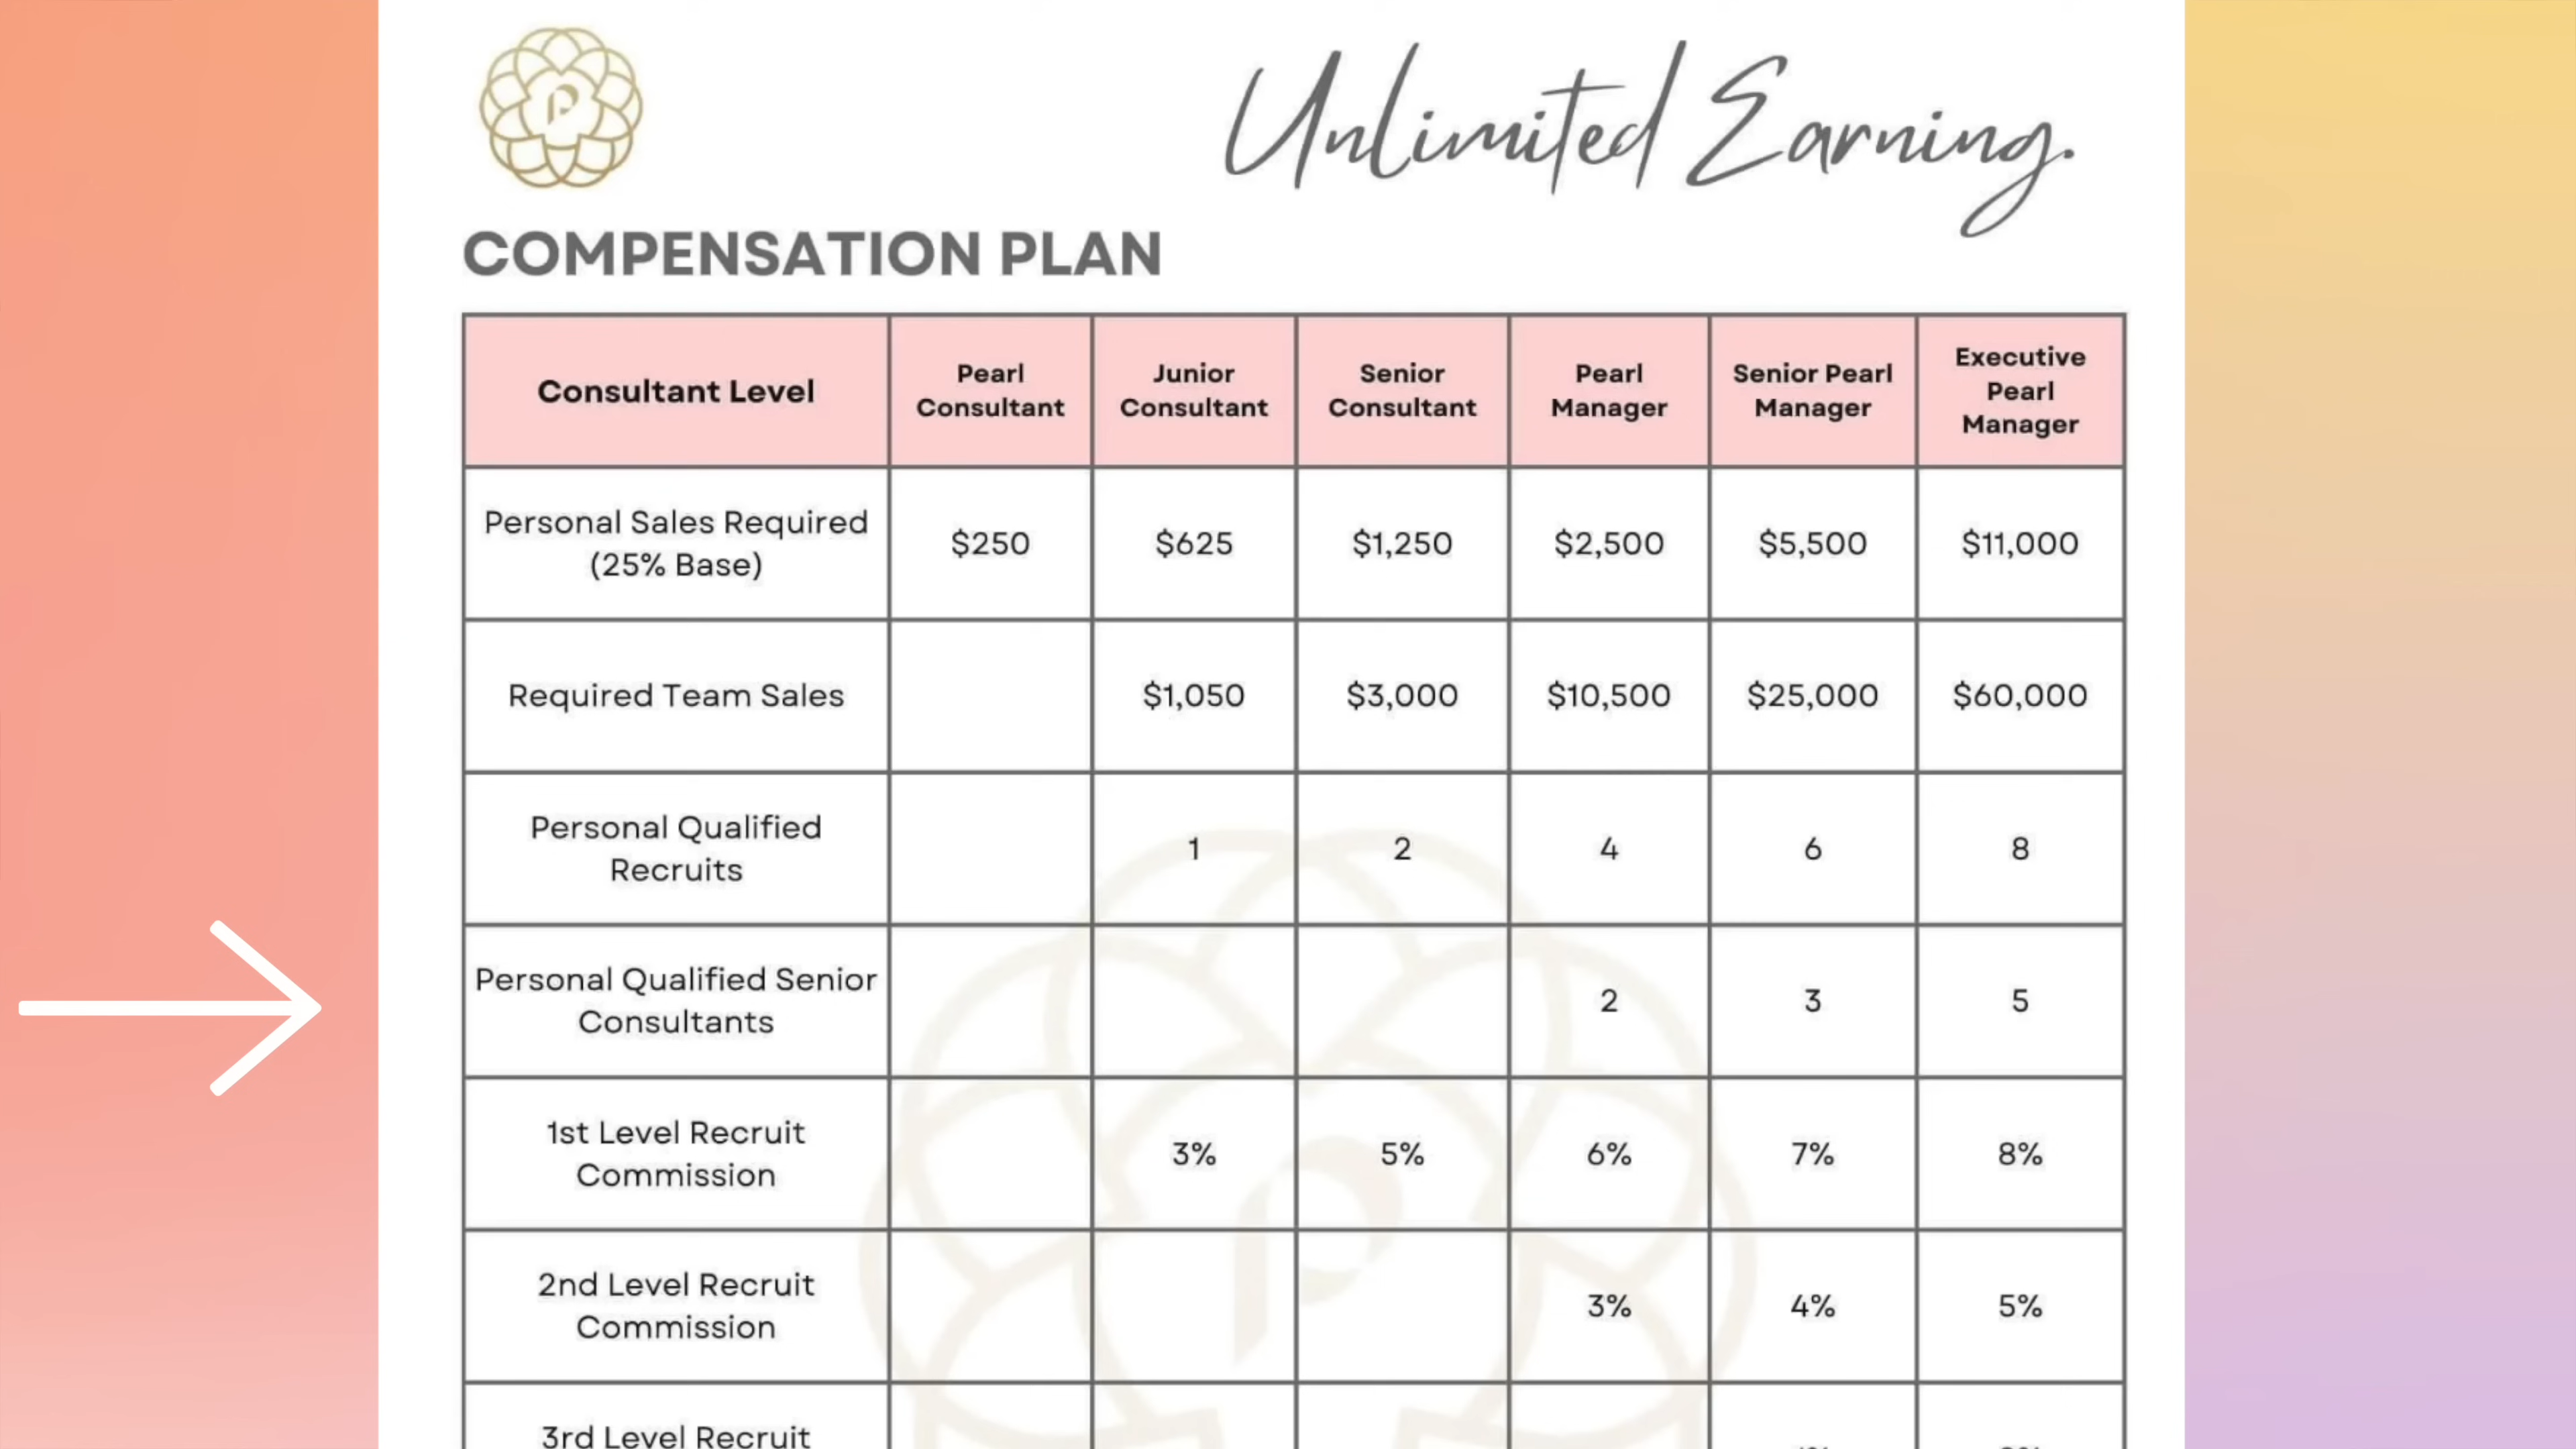 Unlimited Earning.
COMPENSATION PLAN
Consultant Level
Pearl
Consultant
Junior
Consultant
Senior
Consultant
Pearl
Manager
Senior Pearl
Manager
Executive
Pearl
Manager
Personal Sales Required
(25% Base)
$250
$625
$1,250
$2,500
$5,500
$11,000
Required Team Sales
$1,050
$3,000
$10,500
$25,000
$60,000
Personal Qualified
Recruits
1
2
4
6
8
Personal Qualified Senior
Consultants
2
3
5
1st Level Recruit
Commission
3%
5%
6%
7%
8%
2nd Level Recruit
Commission
3%
4%
5%
3rd Level Recruit